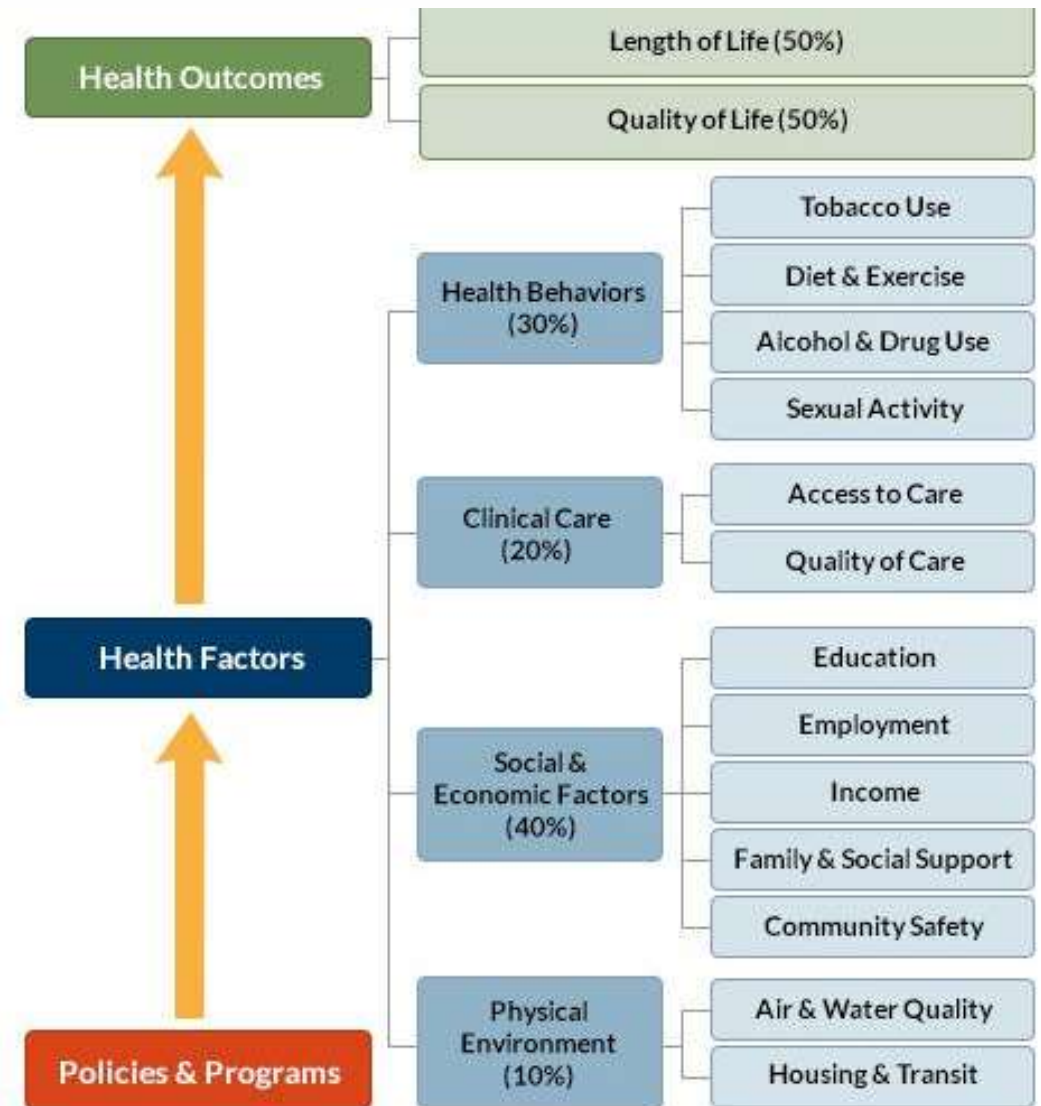 Health Outcomes
Length of Life (50%)
Quality of Life (50%)
Health Factors
Health Behaviors
(30%)
Tobacco Use
Diet & Exercise
Alcohol & Drug Use
Sexual Activity
Clinical Care
(20%)
Access to Care
Quality of Care
Social &
Economic Factors
(40%)
Education
Employment
Income
Family & Social Support
Community Safety
Physical
Environment
(10%)
Air & Water Quality
Housing & Transit
Policies & Programs